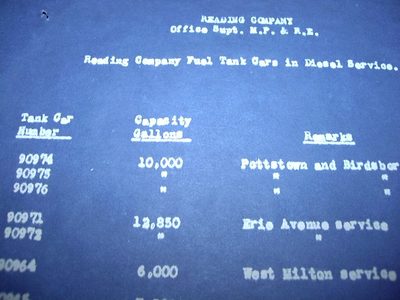 READING COMPANY
Office Supt. M.P. & R.E.
Reading Company Fuel Tank Cars in Diesel Service.
Tank Car Number Capacity Gallons Remarks
90974 10,000 Pottstown and Birdsbor
90975 " " "
90976 " " "
90971 12,850 Erie Avenue service
90972 " "
90964 6,000 West Milton service